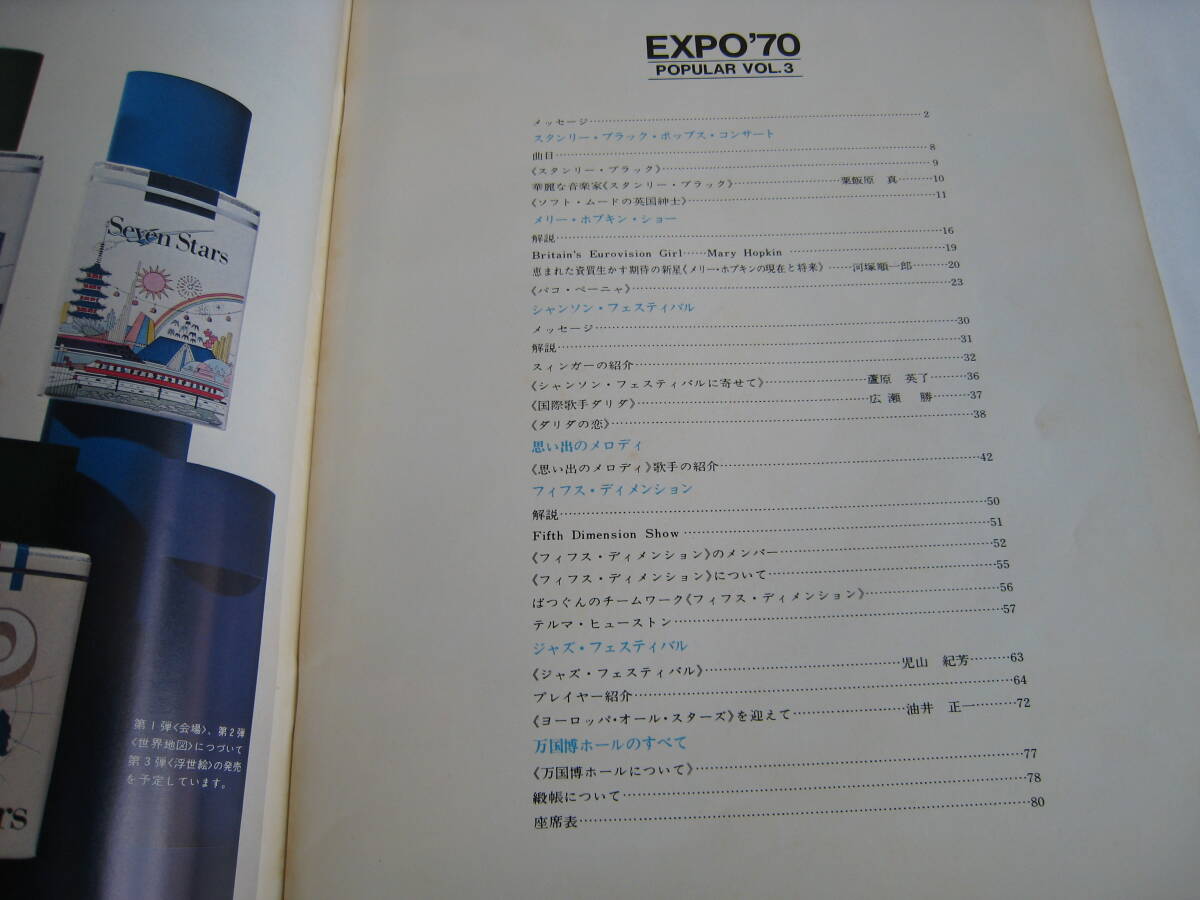 Seven Stars
第1弾〈会場〉、第2弾
〈世界地図〉につづいて
第3弾〈浮世絵〉の発売
を予定しています。
rs
EXPO'70
POPULAR VOL.3
メッセージ……2
スタンリー・ブラック・ポップス・コンサート
曲目……8
《スタンリー・ブラック》……9
華麗な音楽家《スタンリー・ブラック》……粟飯原 真……10
《ソフト・ムードの英国紳士》……11
メリー・ホプキン・ショー
解説……16
Britain's Eurovision Girl……Mary Hopkin……19
恵まれた資質生かす期待の新星《メリー・ホプキンの現在と将来》……河塚順一郎……20
《パコ・ペーニャ》……23
シャンソン・フェスティバル
メッセージ……30
解説……31
スィンガーの紹介……32
《シャンソン・フェスティバルに寄せて》……蘆原 英了……36
《国際歌手ダリダ》……広瀬 勝……37
《ダリダの恋》……38
思い出のメロディ
《思い出のメロディ》歌手の紹介……42
フィフス・ディメンション
解説……50
Fifth Dimension Show……51
《フィフス・ディメンション》のメンバー……52
《フィフス・ディメンション》について……55
ばつぐんのチームワーク《フィフス・ディメンション》……56
テルマ・ヒューストン……57
ジャズ・フェスティバル
《ジャズ・フェスティバル》……児山 紀芳……63
プレイヤー紹介……64
《ヨーロッパ・オール・スターズ》を迎えて……油井 正一……72
万国博ホールのすべて
《万国博ホールについて》……77
緞帳について……78
座席表……80